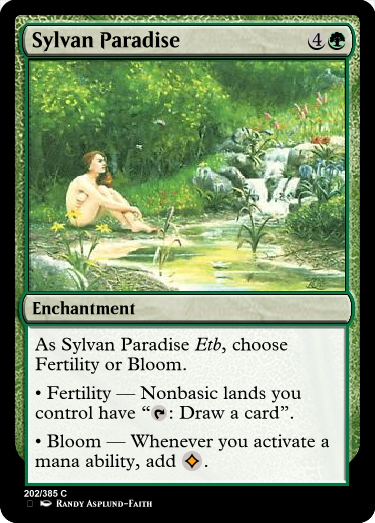 Sylvan Paradise 4
Enchantment
As Sylvan Paradise Etb, choose
Fertility or Bloom.
• Fertility — Nonbasic lands you
control have “: Draw a card”.
• Bloom — Whenever you activate a
mana ability, add .
202/385 C
Randy Asplund-Faith